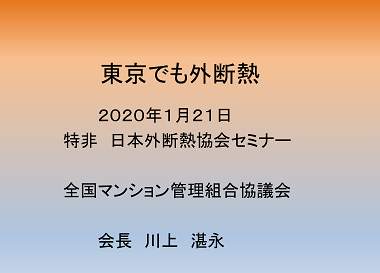 東京でも外断熱
2020年1月21日
特非　日本外断熱協会セミナー
全国マンション管理組合協議会
会長　川上　湛永